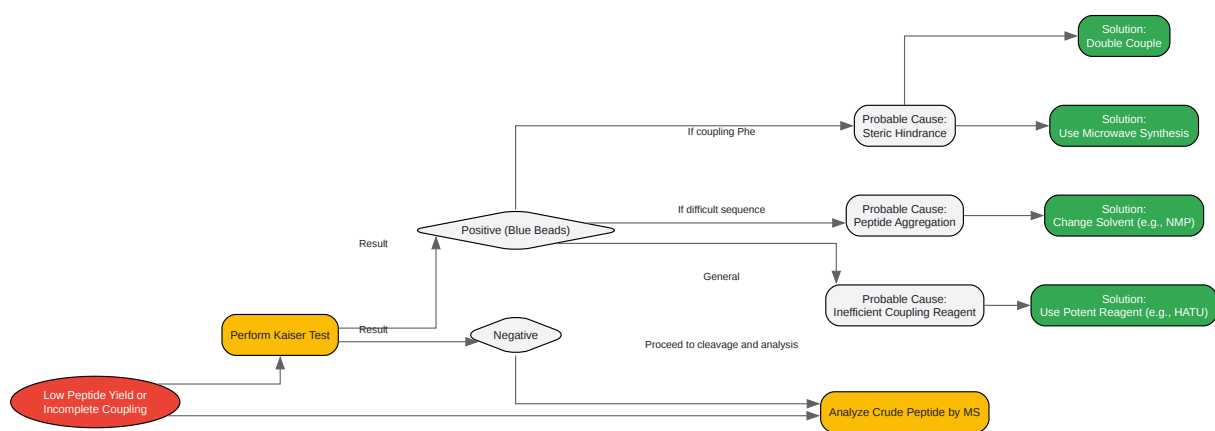 Solution:
Double Couple
If coupling Phe
Probable Cause:
Steric Hindrance
Solution:
Use Microwave Synthesis
If difficult sequence
Probable Cause:
Peptide Aggregation
Solution:
Change Solvent (e.g., NMP)
Positive (Blue Beads)
Result
General
Probable Cause:
Inefficient Coupling Reagent
Solution:
Use Potent Reagent (e.g., HATU)
Perform Kaiser Test
Result
Negative
Proceed to cleavage and analysis
Low Peptide Yield or
Incomplete Coupling
Analyze Crude Peptide by MS